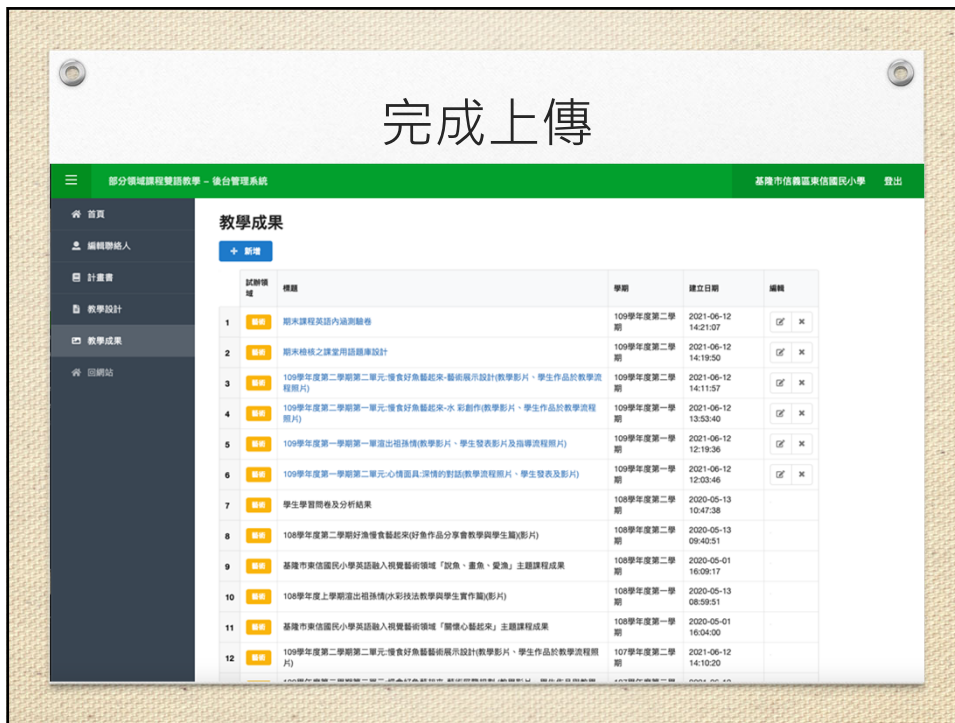 完成上傳
部分領域課程雙語教學 – 後台管理系統 基隆市信義區東信國民小學 登出
首頁
編輯聯絡人
計畫書
教學設計
教學成果
回網站
教學成果
+ 新增
試辦領域 標題 學期 建立日期 編輯
1 藝術 期末課程英語內涵測驗卷 109學年度第二學期 2021-06-12 14:21:07
2 藝術 期末檢核之課堂用語題庫設計 109學年度第二學期 2021-06-12 14:19:50
3 藝術 109學年度第二學期第二單元:慢食好魚藝起來-藝術展示設計(教學影片、學生作品於教學流程照片) 109學年度第二學期 2021-06-12 14:11:57
4 藝術 109學年度第二學期第一單元:慢食好魚藝起來-水 彩創作(教學影片、學生作品於教學流程照片) 109學年度第一學期 2021-06-12 13:53:40
5 藝術 109學年度第一學期第一單渲出祖孫情(教學影片、學生發表影片及指導流程照片) 109學年度第一學期 2021-06-12 12:19:36
6 藝術 109學年度第一學期第二單元:心情面具:深情的對話(教學流程照片、學生發表及影片) 109學年度第一學期 2021-06-12 12:03:46
7 藝術 學生學習問卷及分析結果 108學年度第二學期 2020-05-13 10:47:38
8 藝術 108學年度第二學期好漁慢食藝起來(好魚作品分享會教學與學生篇)(影片) 108學年度第二學期 2020-05-13 09:40:51
9 藝術 基隆市東信國民小學英語融入視覺藝術領域「說魚、畫魚、愛漁」主題課程成果 108學年度第二學期 2020-05-01 16:09:17
10 藝術 108學年度上學期渲出祖孫情(水彩技法教學與學生實作篇)(影片) 108學年度第一學期 2020-05-13 08:59:51
11 藝術 基隆市東信國民小學英語融入視覺藝術領域「關懷心藝起來」主題課程成果 108學年度第一學期 2020-05-01 16:04:00
12 藝術 109學年度第二學期第二單元:慢食好魚藝藝術展示設計(教學影片、學生作品於教學流程照片) 107學年度第二學期 2021-06-12 14:10:20